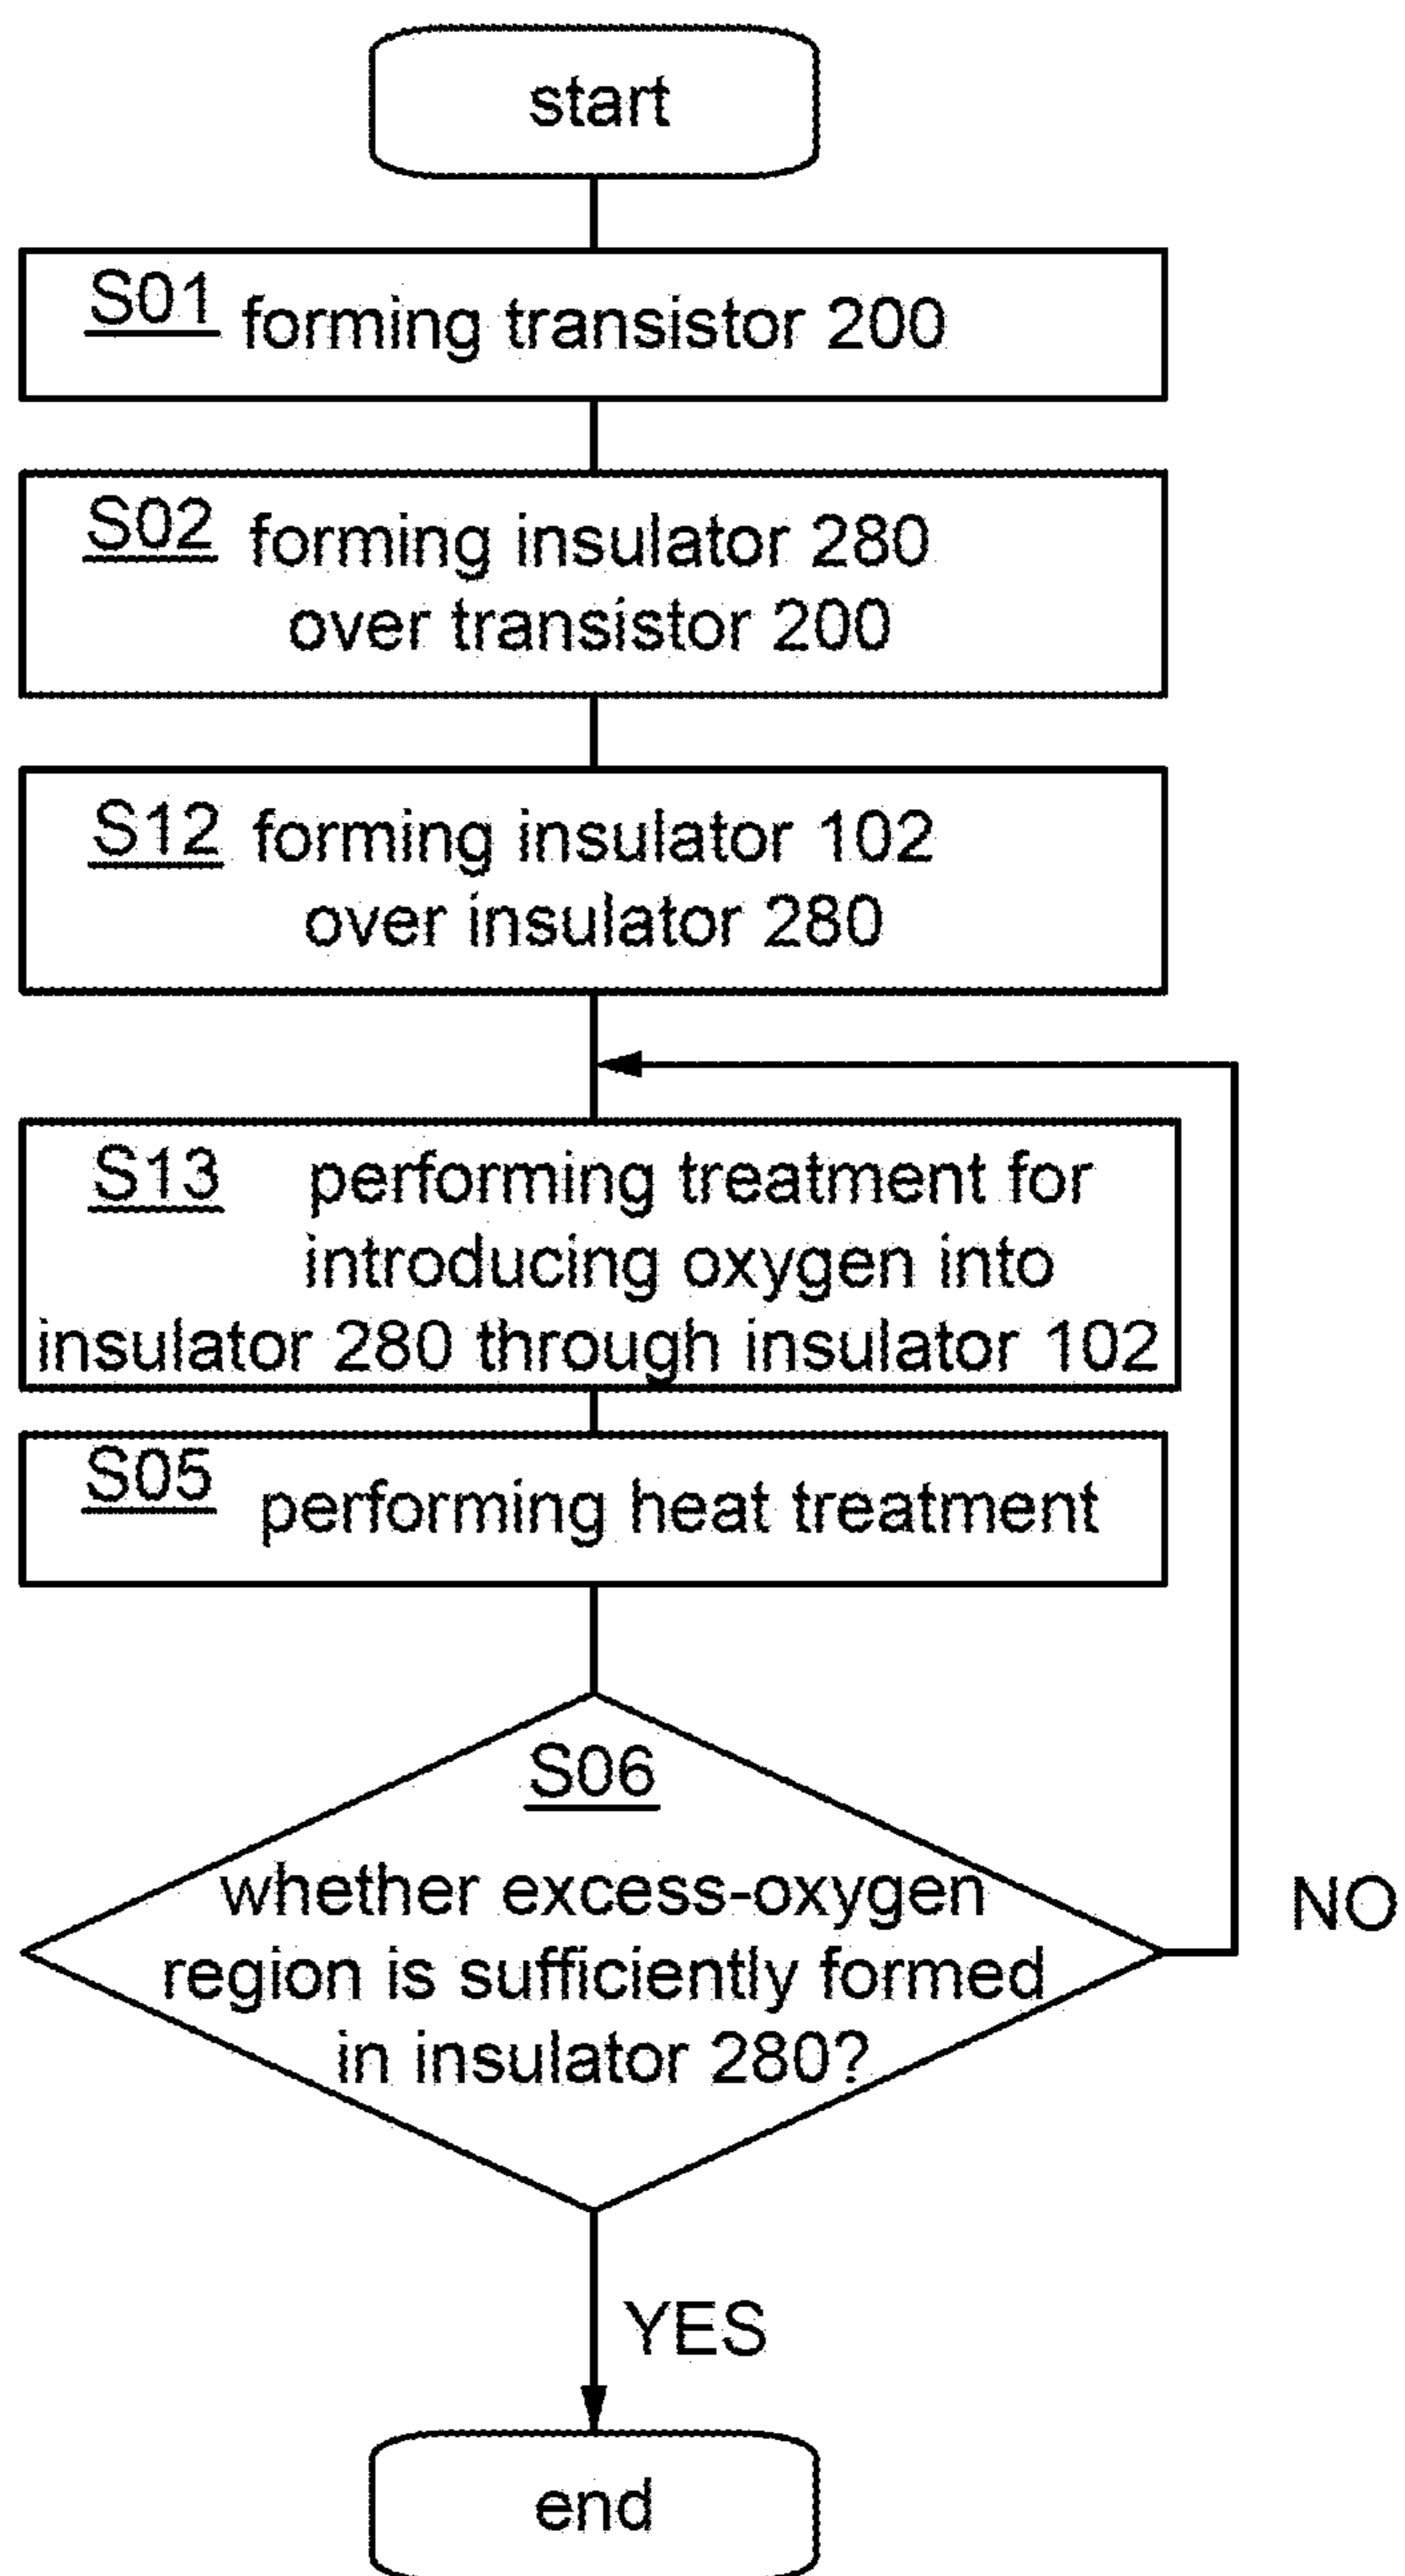 start
S01 forming transistor 200
S02 forming insulator 280
over transistor 200
S12 forming insulator 102
over insulator 280
S13 performing treatment for
introducing oxygen into
insulator 280 through insulator 102
S05 performing heat treatment
S06
whether excess-oxygen
region is sufficiently formed
in insulator 280?
NO
YES
end